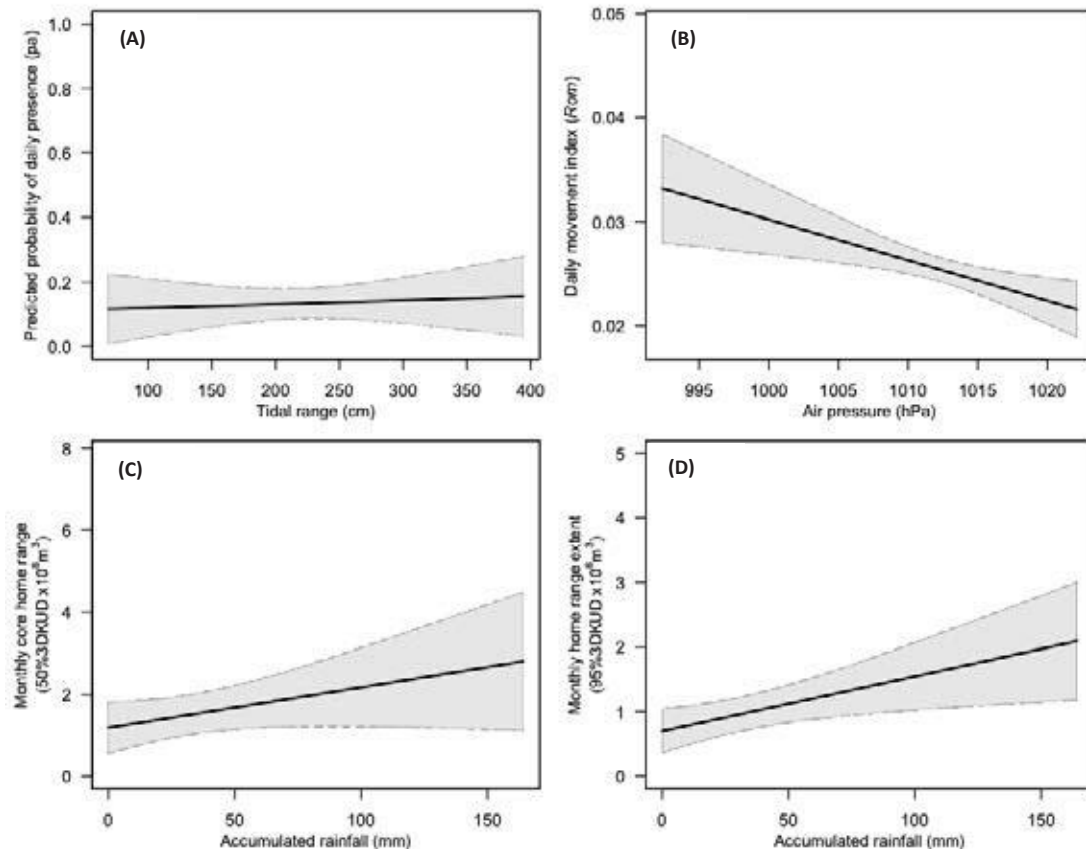 (A)
Predicted probability of daily presence (pa)
1.0
0.8
0.6
0.4
0.2
0.0
100 150 200 250 300 350 400
Tidal range (cm)
(B)
Daily movement index (Rom)
0.05
0.04
0.03
0.02
995 1000 1005 1010 1015 1020
Air pressure (hPa)
(C)
Monthly core home range
(50%3DKUD x10⁶m³)
8
6
4
2
0
0 50 100 150
Accumulated rainfall (mm)
(D)
Monthly home range extent
(95%3DKUD x10⁶m³)
5
4
3
2
1
0
0 50 100 150
Accumulated rainfall (mm)